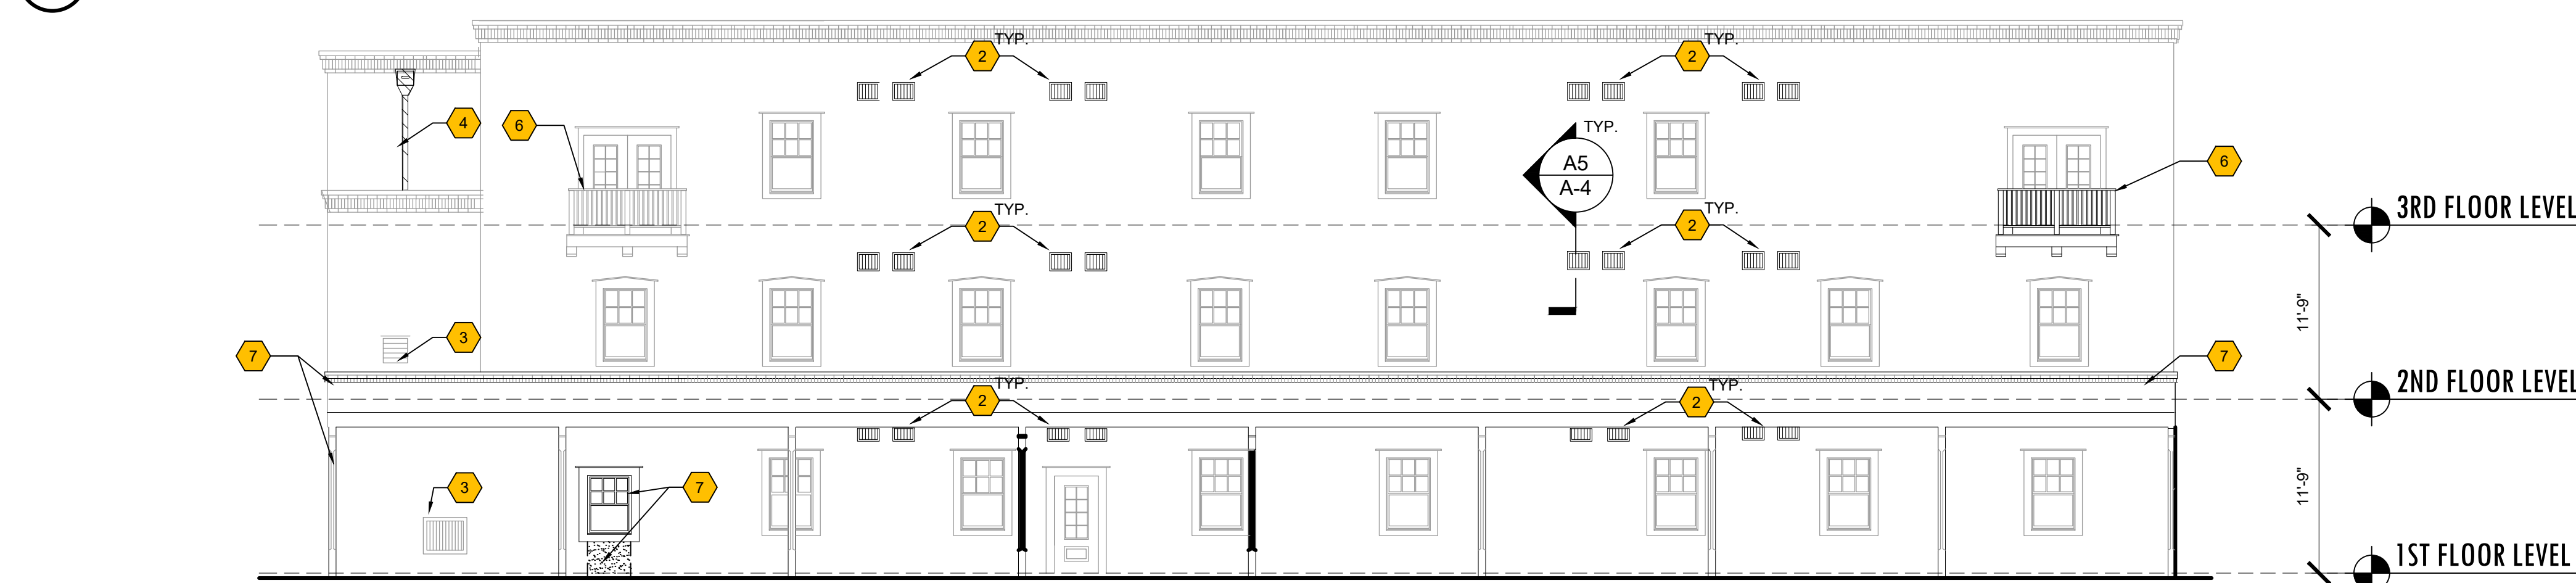 TYP.
2
TYP.
2
4
6
TYP.
A5
A-4
6
3RD FLOOR LEVEL
TYP.
2
TYP.
2
11'-9"
3
7
7
2ND FLOOR LEVEL
TYP.
2
TYP.
2
11'-9"
3
7
1ST FLOOR LEVEL